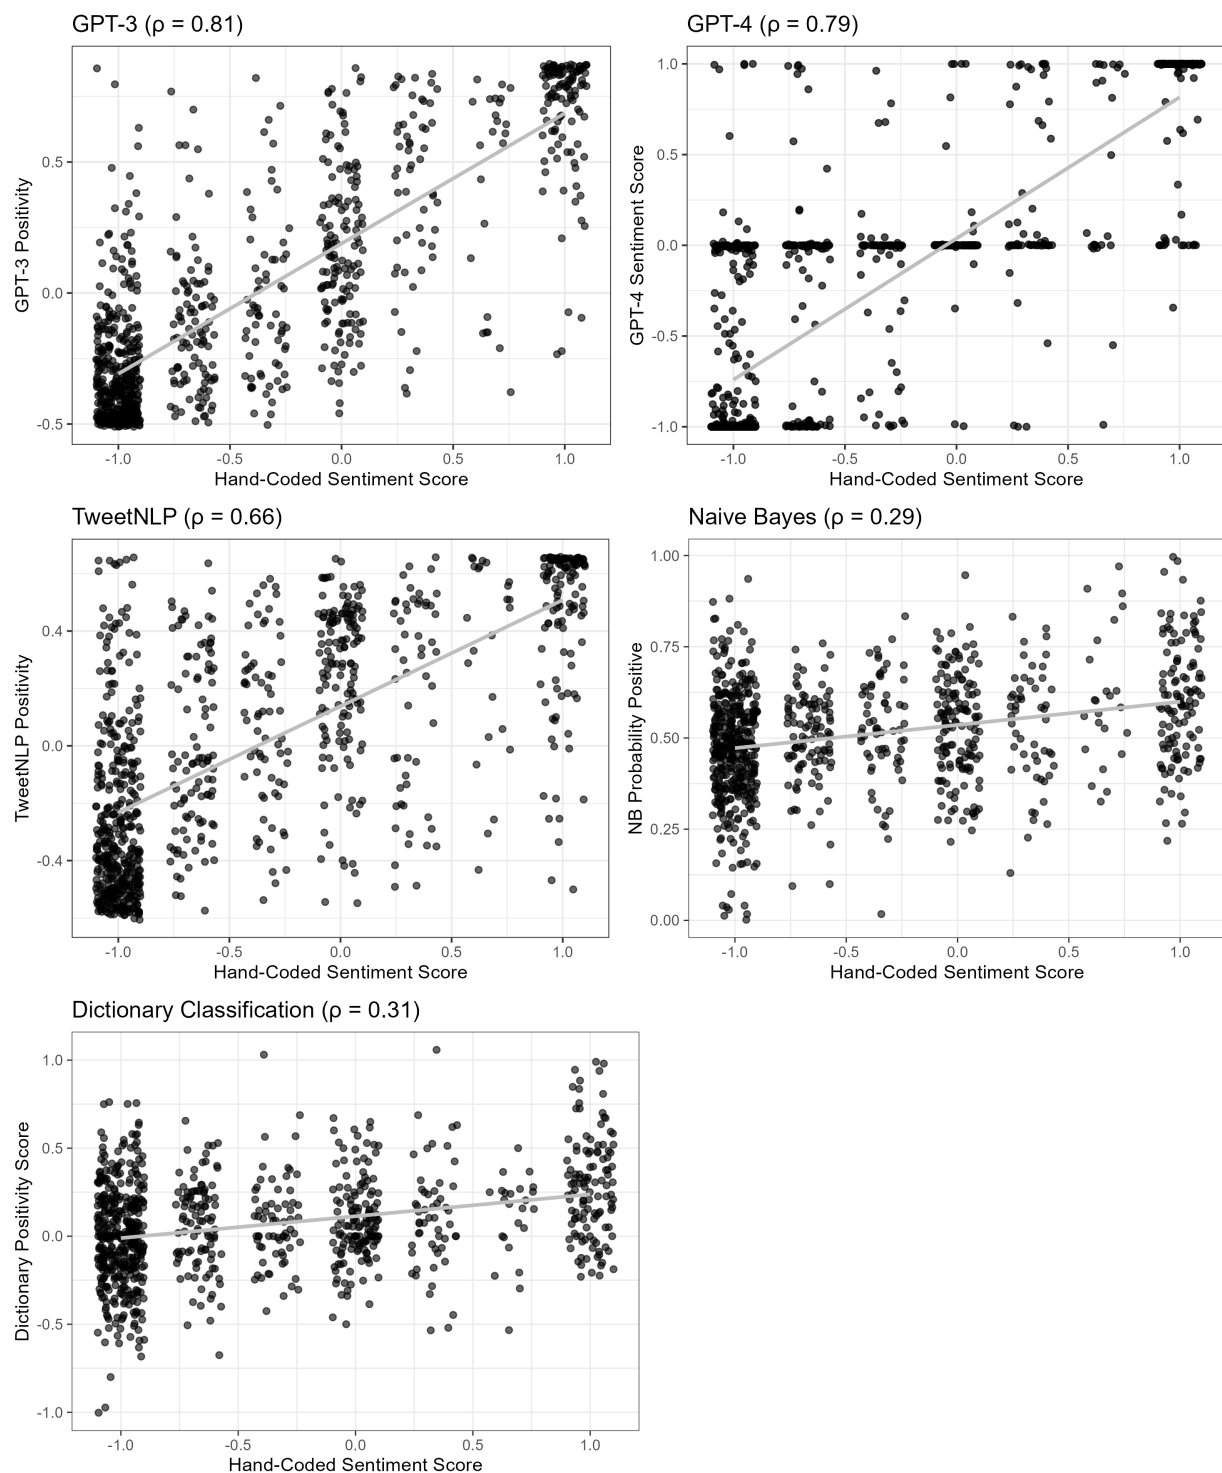 GPT-3 (ρ = 0.81)
GPT-3 Positivity
0.5
0.0
-0.5
-1.0 -0.5 0.0 0.5 1.0
Hand-Coded Sentiment Score
GPT-4 (ρ = 0.79)
GPT-4 Sentiment Score
1.0
0.5
0.0
-0.5
-1.0
-1.0 -0.5 0.0 0.5 1.0
Hand-Coded Sentiment Score
TweetNLP (ρ = 0.66)
TweetNLP Positivity
0.4
0.0
-0.4
-1.0 -0.5 0.0 0.5 1.0
Hand-Coded Sentiment Score
Naive Bayes (ρ = 0.29)
NB Probability Positive
1.00
0.75
0.50
0.25
0.00
-1.0 -0.5 0.0 0.5 1.0
Hand-Coded Sentiment Score
Dictionary Classification (ρ = 0.31)
Dictionary Positivity Score
1.0
0.5
0.0
-0.5
-1.0
-1.0 -0.5 0.0 0.5 1.0
Hand-Coded Sentiment Score